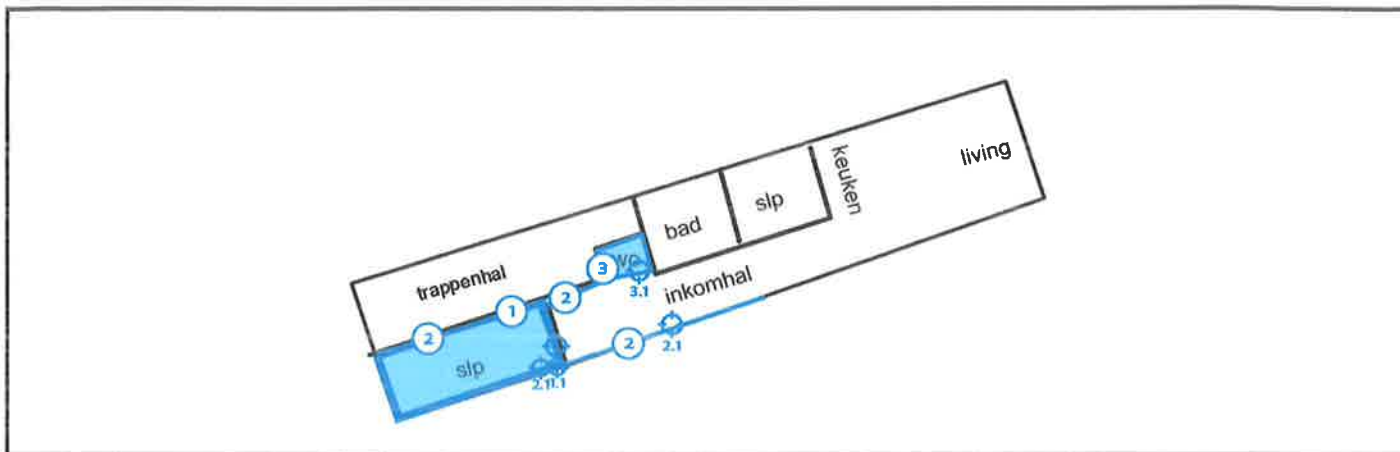 living
keuken
slp
bad
wc
3
3.1
inkomhal
trappenhal
2
1
2
2
2.1
slp
2.1
1.1